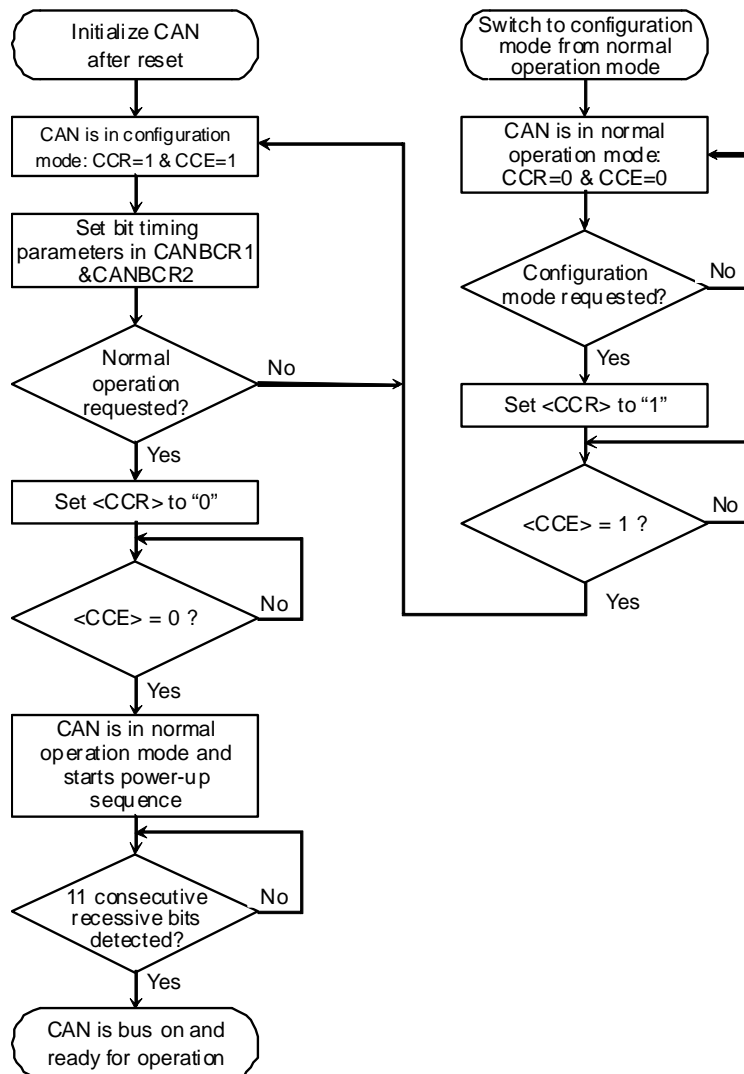 Initialize CAN
after reset
CAN is in configuration
mode: CCR=1 & CCE=1
Set bit timing
parameters in CANBCR1
&CANBCR2
Normal
operation
requested?
No
Yes
Set <CCR> to “0”
<CCE> = 0 ?
No
Yes
CAN is in normal
operation mode and
starts power-up
sequence
11 consecutive
recessive bits
detected?
No
Yes
CAN is bus on and
ready for operation
Switch to configuration
mode from normal
operation mode
CAN is in normal
operation mode:
CCR=0 & CCE=0
Configuration
mode requested?
No
Yes
Set <CCR> to “1”
<CCE> = 1 ?
No
Yes